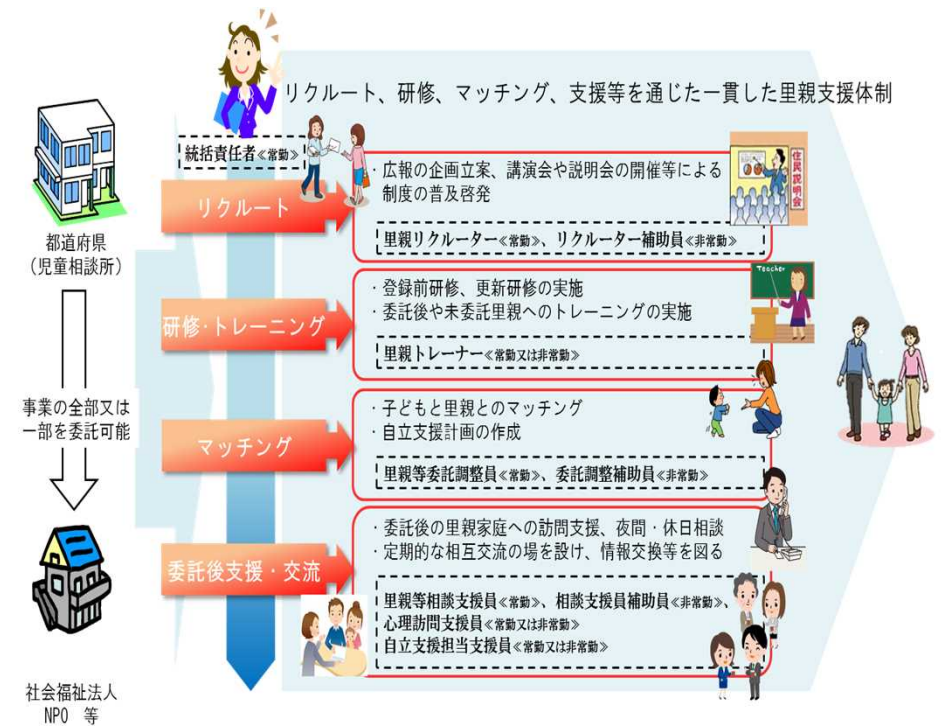 リクルート、研修、マッチング、支援等を通じた一貫した里親支援体制
統括責任者≪常勤≫
都道府県
（児童相談所）
事業の全部又は
一部を委託可能
社会福祉法人
NPO 等
リクルート
・広報の企画立案、講演会や説明会の開催等による
制度の普及啓発
里親リクルーター≪常勤≫、リクルーター補助員≪非常勤≫
住民説明会
研修・トレーニング
・登録前研修、更新研修の実施
・委託後や未委託里親へのトレーニングの実施
里親トレーナー≪常勤又は非常勤≫
Teacher
マッチング
・子どもと里親とのマッチング
・自立支援計画の作成
里親等委託調整員≪常勤≫、委託調整補助員≪非常勤≫
委託後支援・交流
・委託後の里親家庭への訪問支援、夜間・休日相談
・定期的な相互交流の場を設け、情報交換等を図る
里親等相談支援員≪常勤≫、相談支援員補助員≪非常勤≫、
心理訪問支援員≪常勤又は非常勤≫
自立支援担当支援員≪常勤又は非常勤≫